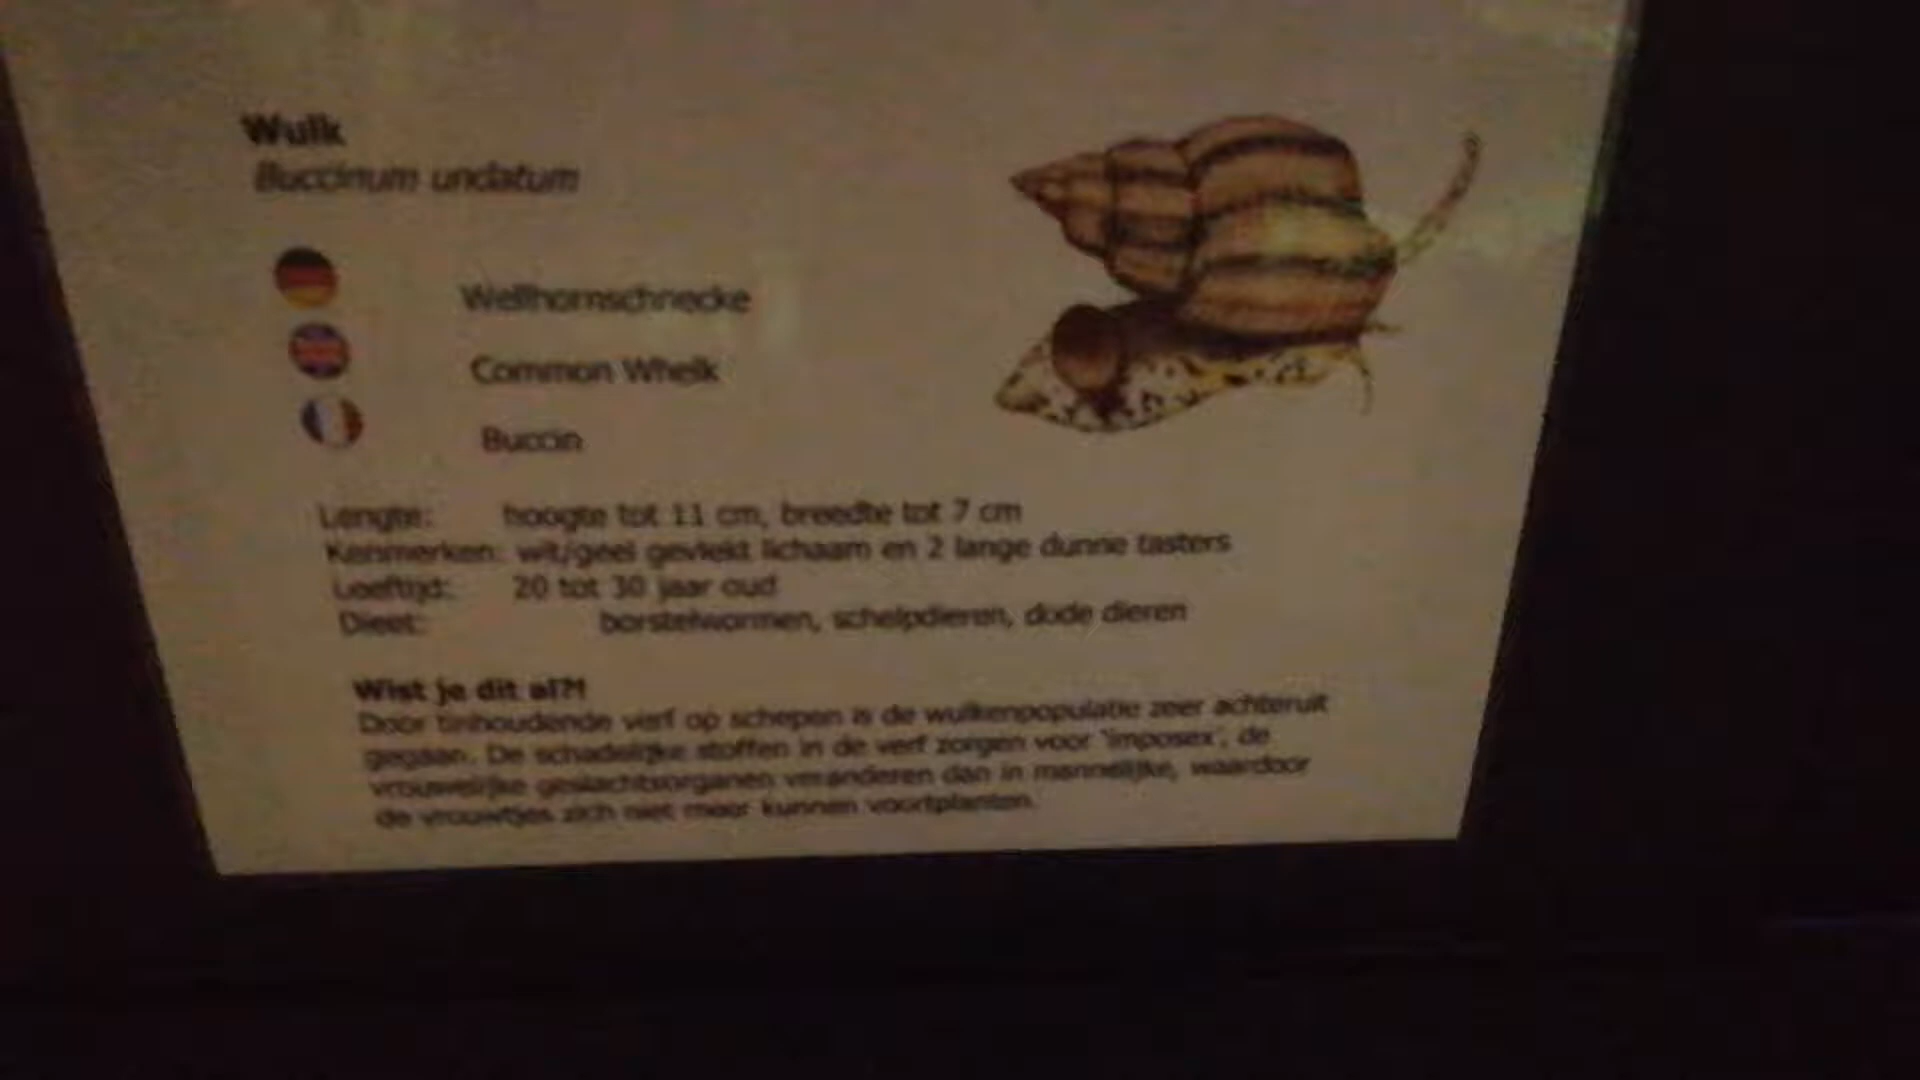 Wulk
Buccinum undatum
Wellhornschnecke
Common Whelk
Buccin
Lengte: hoogte tot 11 cm, breedte tot 7 cm
Kenmerken: wit/geel gevlekt lichaam en 2 lange dunne tasters
Leeftijd: 20 tot 30 jaar oud
Dieet: borstelwormen, schelpdieren, dode dieren
Wist je dit al?!
Door tinhoudende verf op schepen is de wulkenpopulatie zeer achteruit
gegaan. De schadelijke stoffen in de verf zorgen voor 'imposex', de
vrouwelijke geslachtsorganen veranderen dan in mannelijke, waardoor
de vrouwtjes zich niet meer kunnen voortplanten.